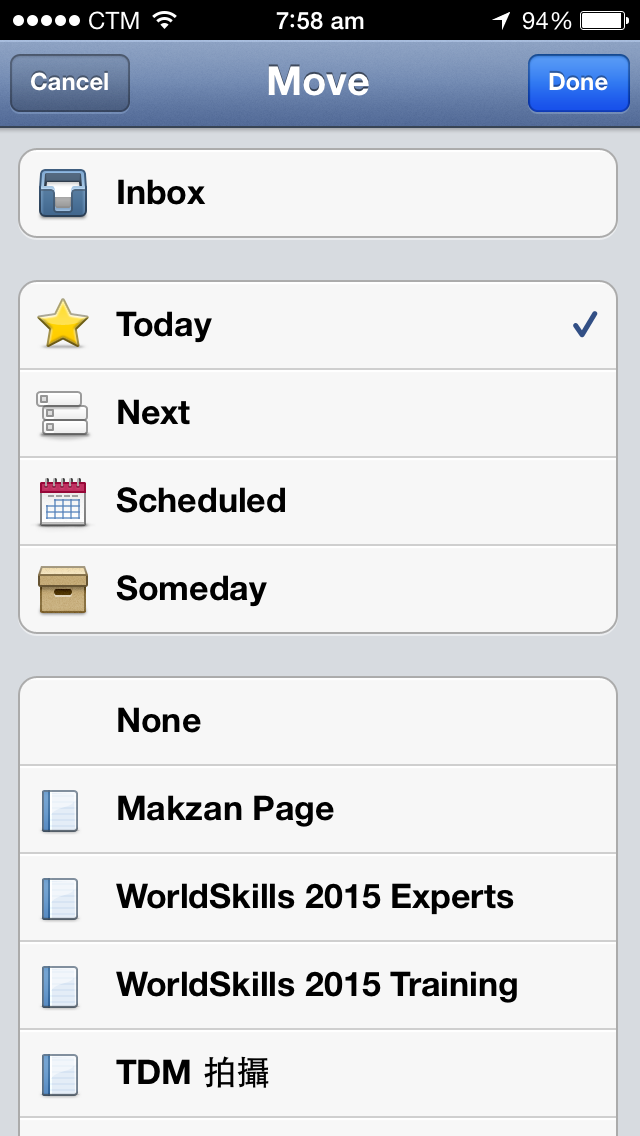 CTM 7:58 am 94%
Cancel Move Done
Inbox
Today
Next
Scheduled
Someday
None
Makzan Page
WorldSkills 2015 Experts
WorldSkills 2015 Training
TDM 拍攝